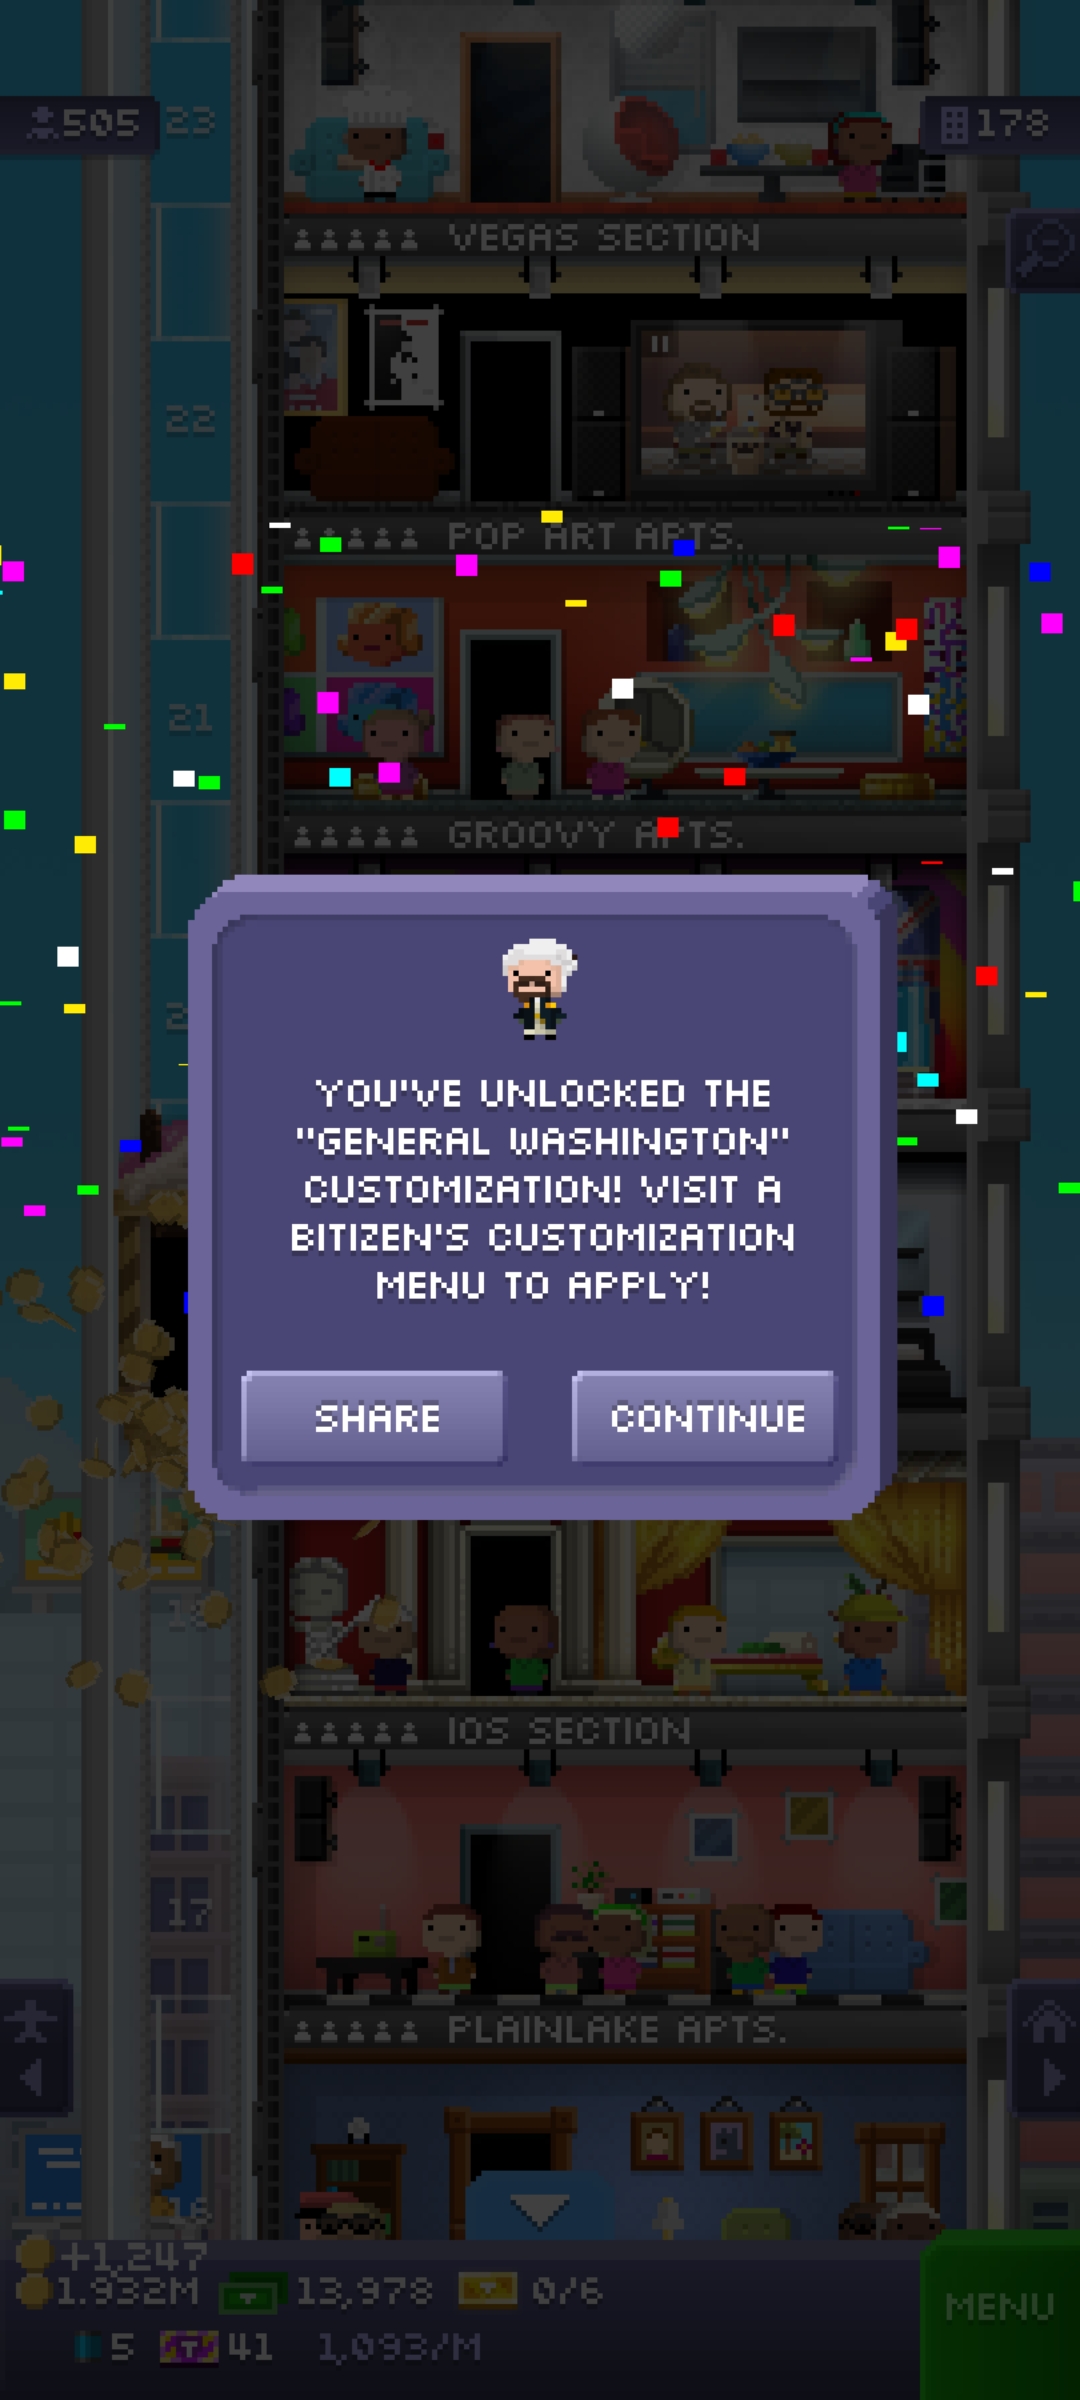 505
23
178
VEGAS SECTION
22
POP ART APTS.
21
GROOVY APTS.
YOU'VE UNLOCKED THE
"GENERAL WASHINGTON"
CUSTOMIZATION! VISIT A
BITIZEN'S CUSTOMIZATION
MENU TO APPLY!
SHARE
CONTINUE
IOS SECTION
17
PLAINLAKE APTS.
16
+1,247
1.932M
13,978
0/6
MENU
5
T
41
1,093/M